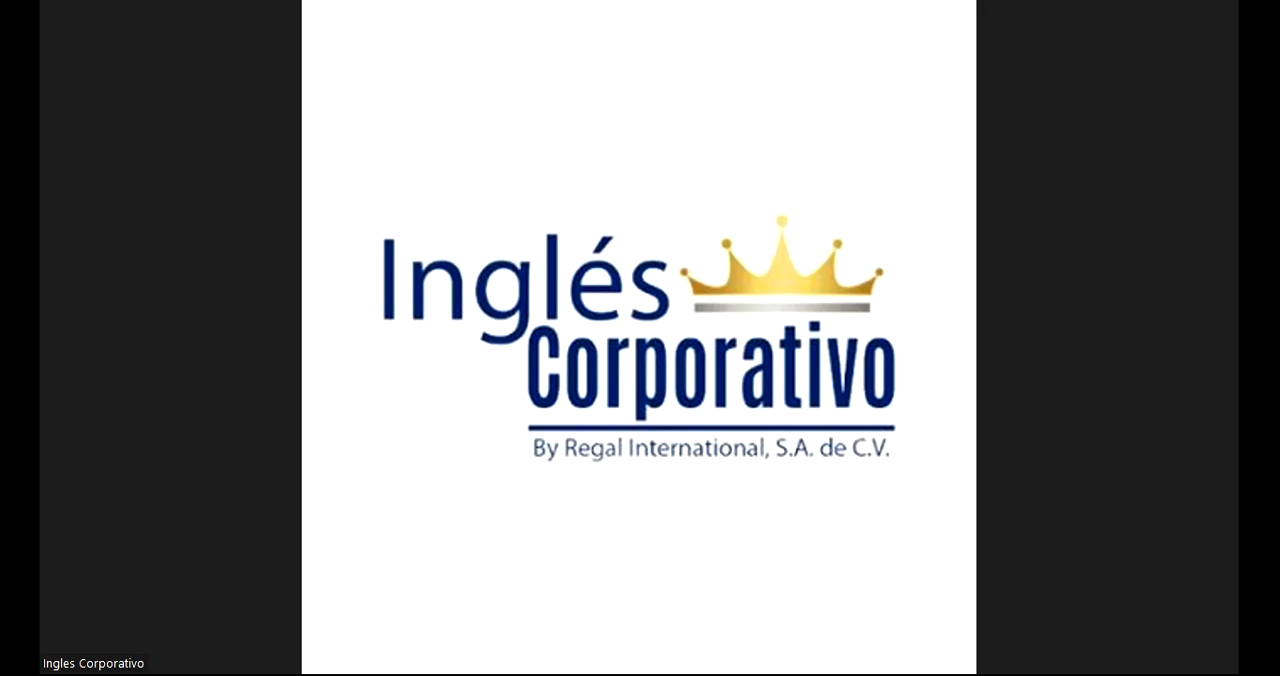 Inglés
Corporativo
By Regal International, S.A. de C.V.
Ingles Corporativo